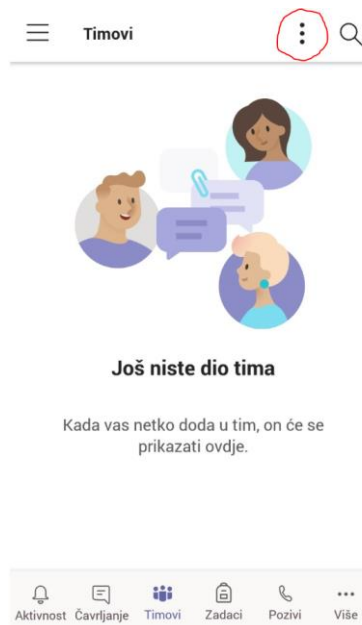 Timovi
Još niste dio tima
Kada vas netko doda u tim, on će se
prikazati ovdje.
Aktivnost Čavrljanje Timovi Zadaci Pozivi Više